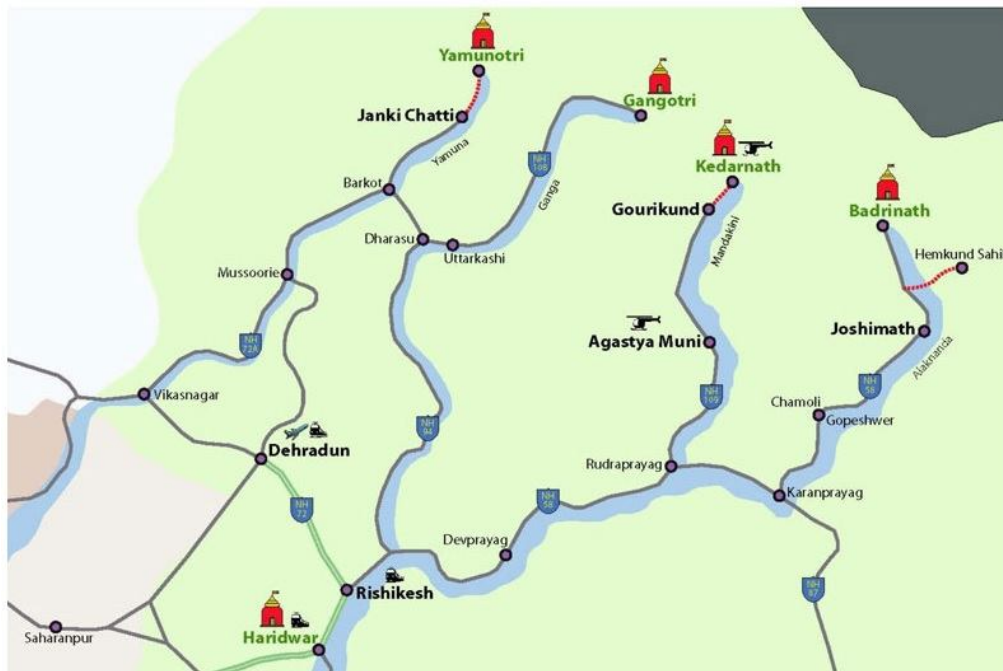 Yamunotri
Gangotri
Janki Chatti
Yamuna
NH
108
Kedarnath
Barkot
Ganga
Gourikund
Badrinath
Dharasu
Uttarkashi
Mandakini
Hemkund Sahi
Mussoorie
Agastya Muni
Joshimath
NH
72A
Alaknanda
Vikasnagar
NH
58
NH
109
Chamoli
Gopeshwer
NH
94
Dehradun
Rudraprayag
Karanprayag
NH
72
NH
58
Devprayag
Rishikesh
NH
87
Haridwar
Saharanpur